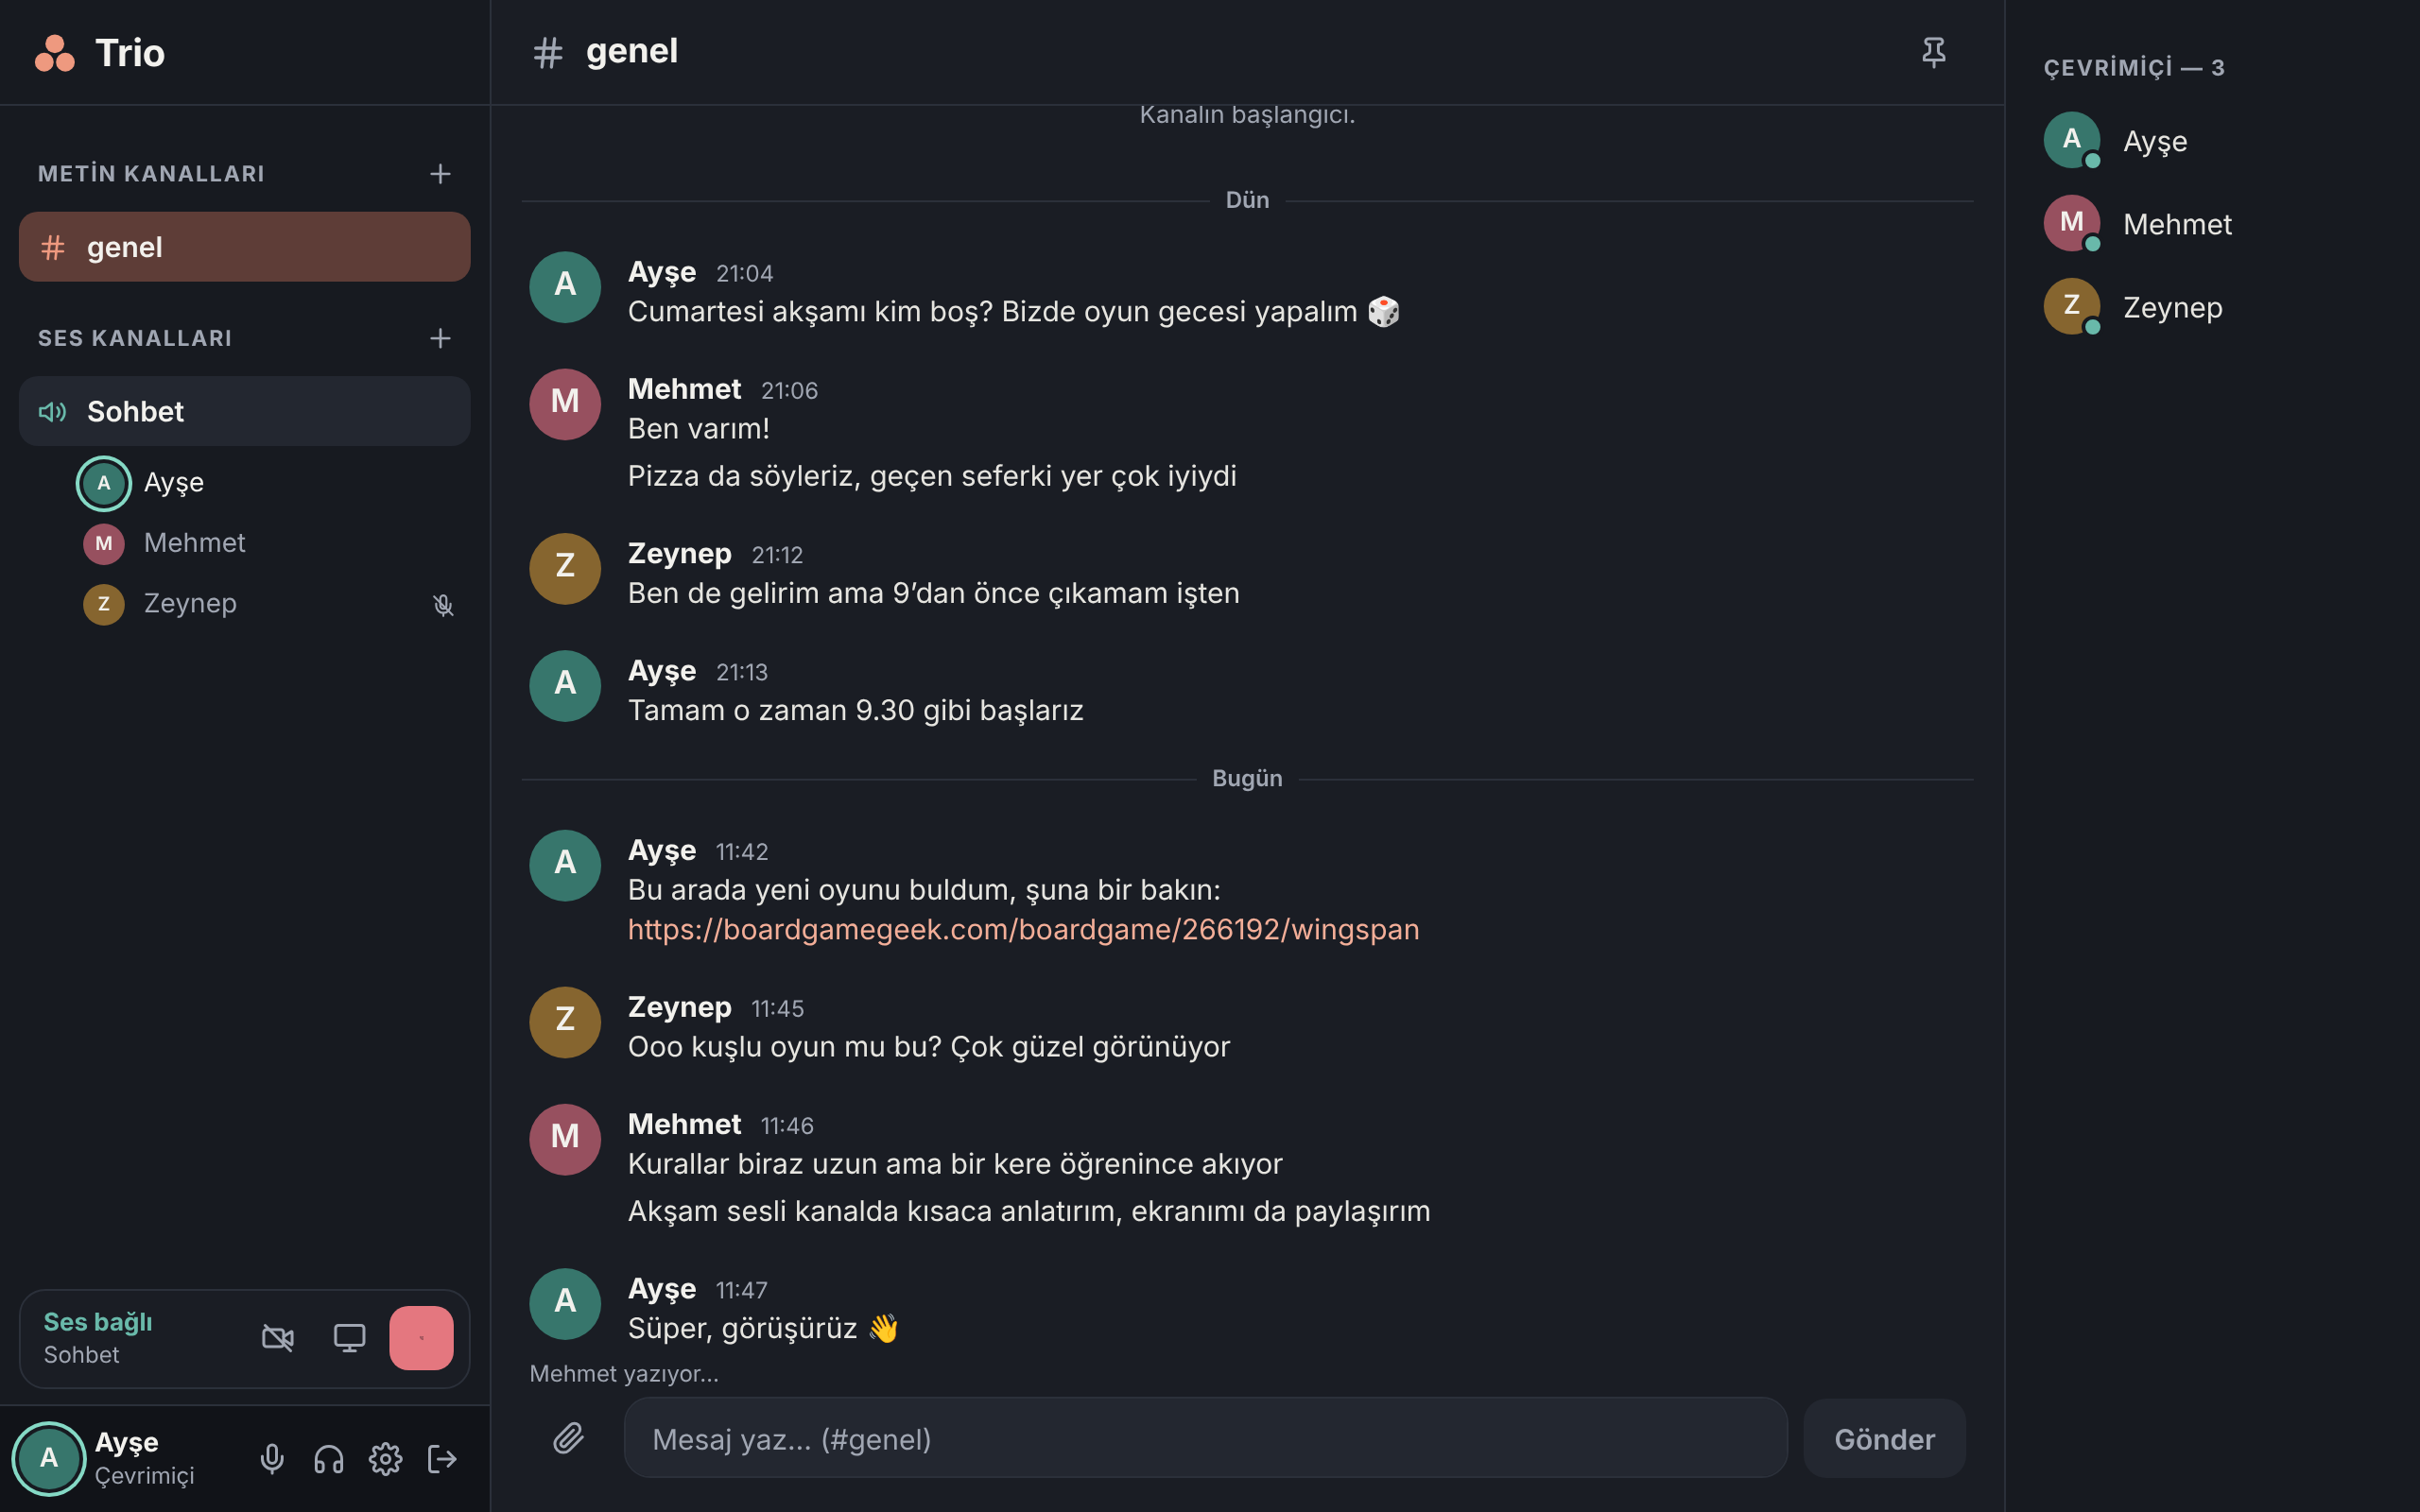 Trio
METİN KANALLARI
genel
SES KANALLARI
Sohbet
A Ayşe
M Mehmet
Z Zeynep
Ses bağlı
Sohbet
A Ayşe
Çevrimiçi
# genel
Kanalın başlangıcı.
Dün
A Ayşe 21:04
Cumartesi akşamı kim boş? Bizde oyun gecesi yapalım 🎲
M Mehmet 21:06
Ben varım!
Pizza da söyleriz, geçen seferki yer çok iyiydi
Z Zeynep 21:12
Ben de gelirim ama 9’dan önce çıkamam işten
A Ayşe 21:13
Tamam o zaman 9.30 gibi başlarız
Bugün
A Ayşe 11:42
Bu arada yeni oyunu buldum, şuna bir bakın:
https://boardgamegeek.com/boardgame/266192/wingspan
Z Zeynep 11:45
Ooo kuşlu oyun mu bu? Çok güzel görünüyor
M Mehmet 11:46
Kurallar biraz uzun ama bir kere öğrenince akıyor
Akşam sesli kanalda kısaca anlatırım, ekranımı da paylaşırım
A Ayşe 11:47
Süper, görüşürüz 👋
Mehmet yazıyor...
Mesaj yaz... (#genel)
Gönder
ÇEVRİMİÇİ — 3
A Ayşe
M Mehmet
Z Zeynep